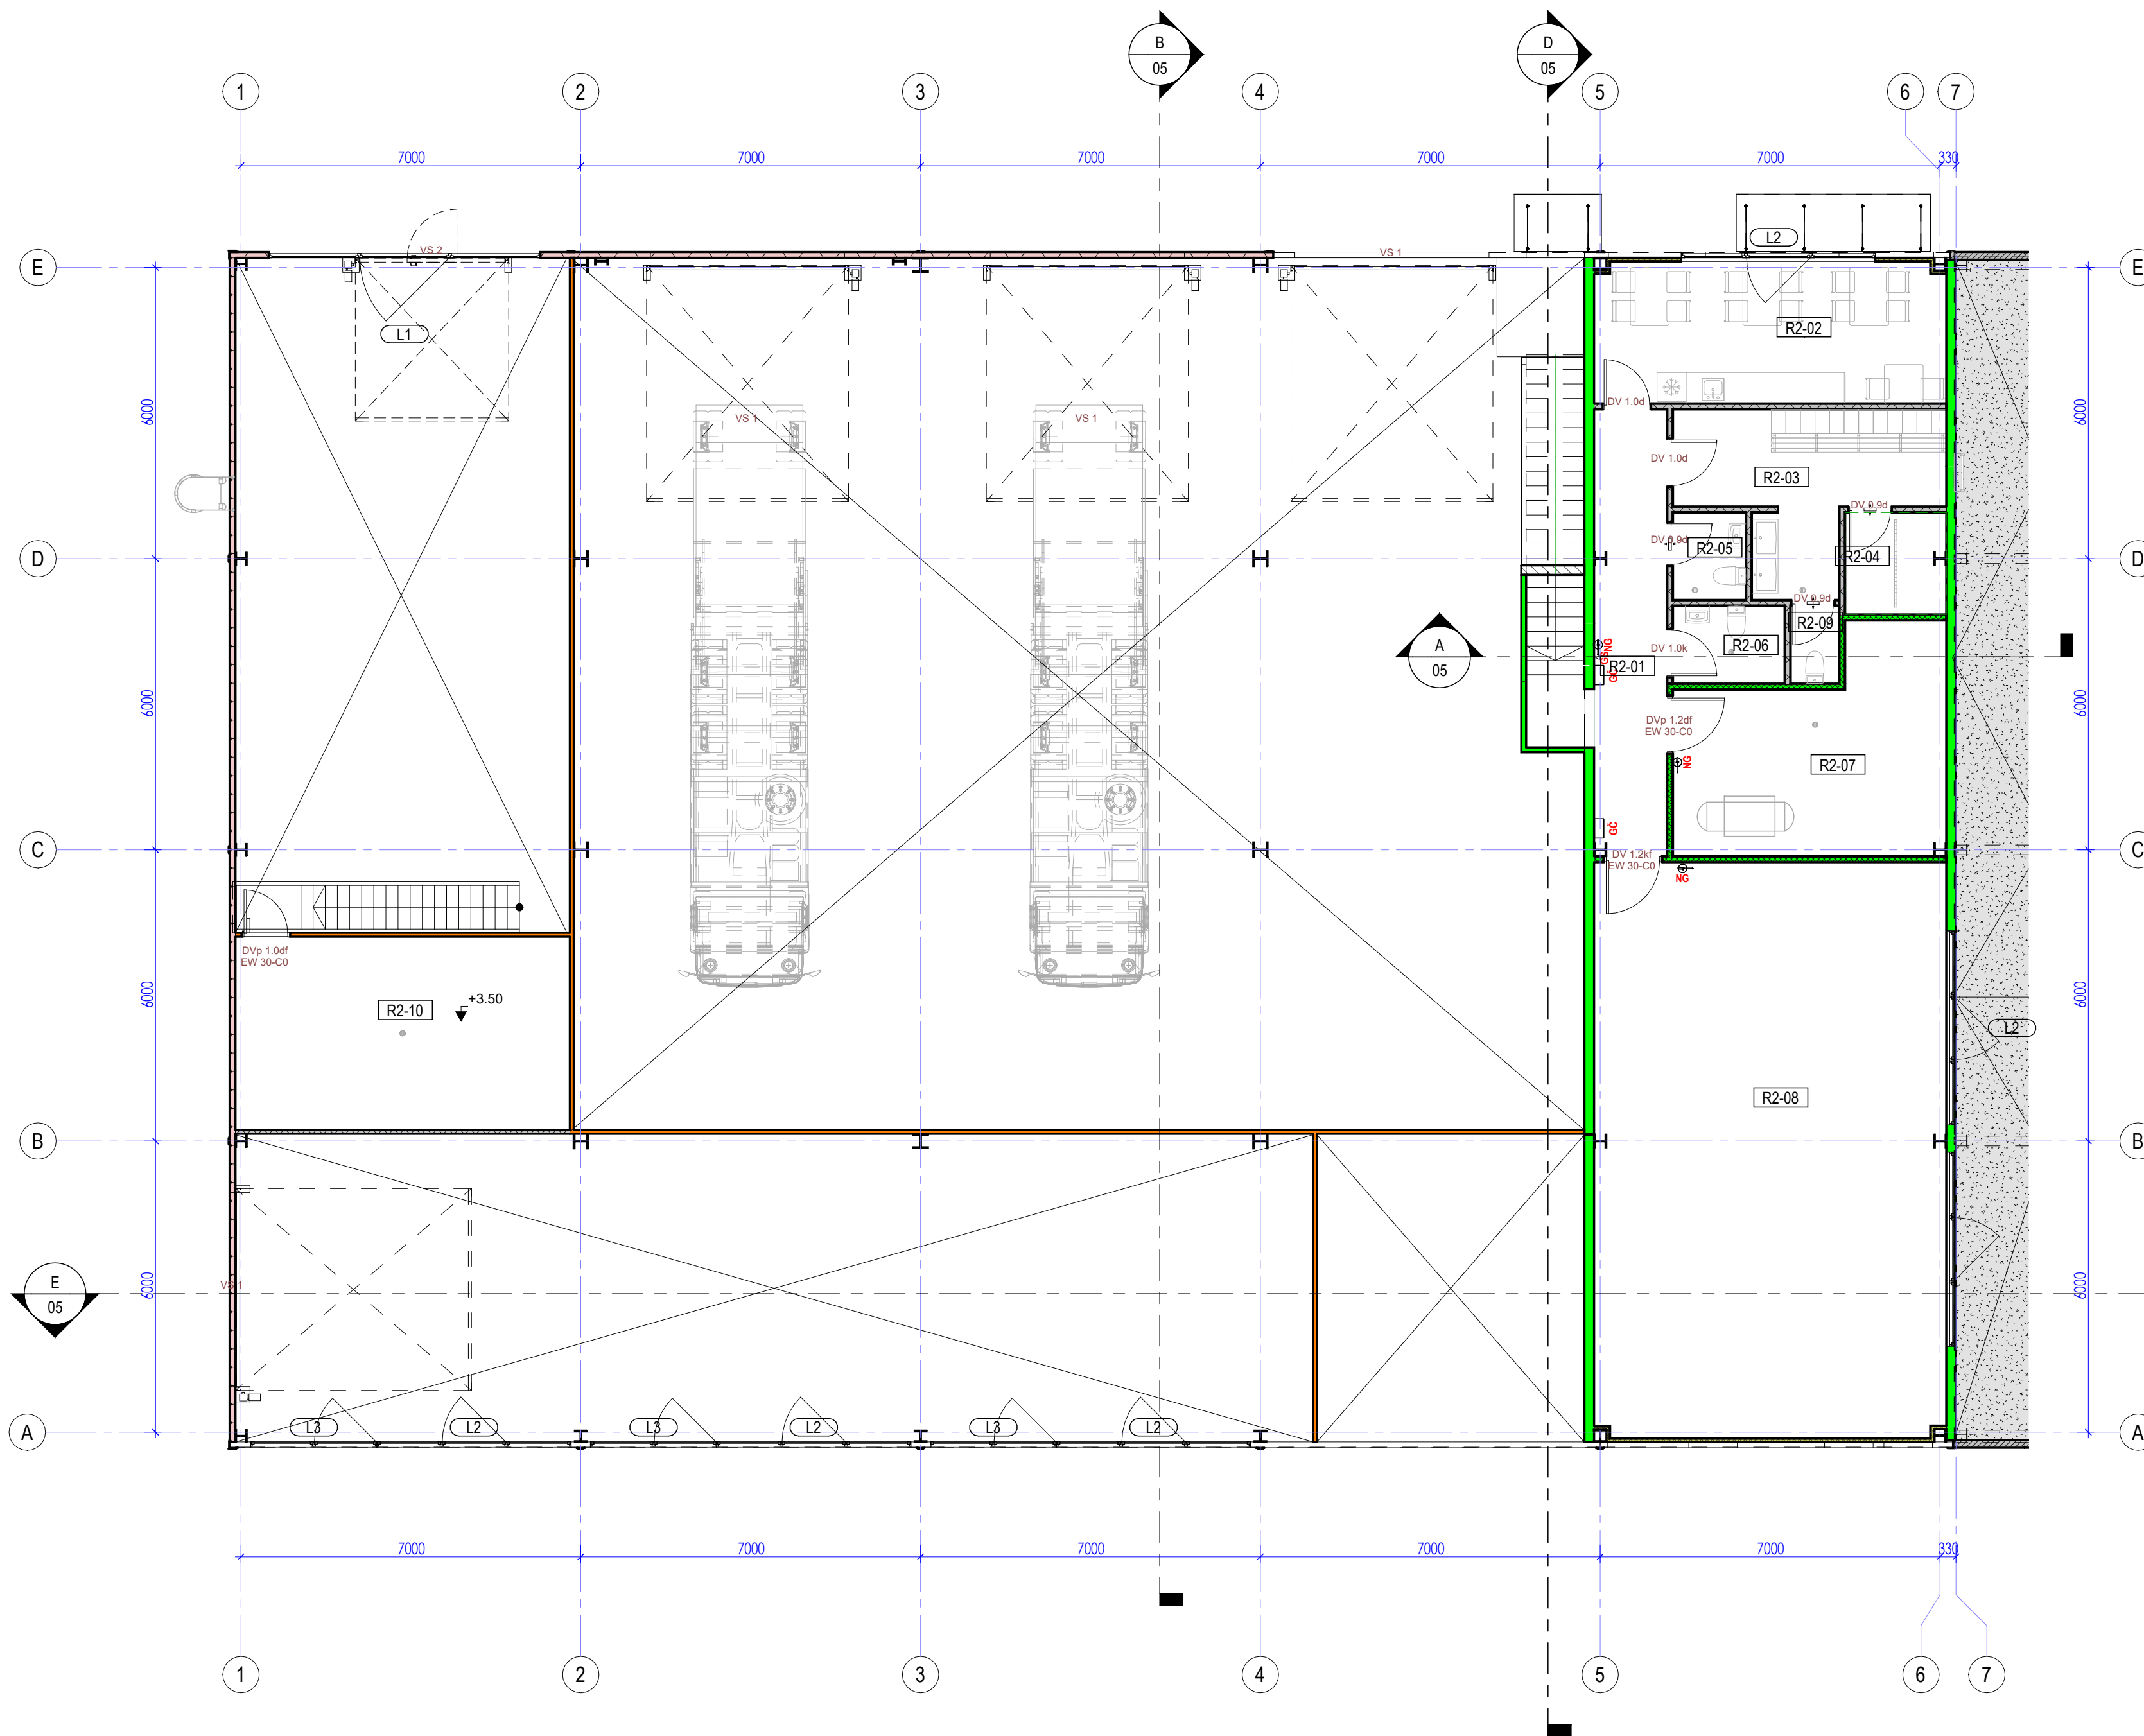 B
05
D
05
1
2
3
4
5
6
7
7000
7000
7000
7000
7000
330
L2
VS 2
VS 1
E
E
L1
R2-02
6000
6000
VS 1
VS 1
DV 1.0d
DV 1.0d
R2-03
DV 0.9d
DV 0.9d
R2-05
R2-04
D
D
DV 0.9d
R2-09
A
05
NG
GS
GČ
R2-01
DV 1.0k
R2-06
6000
6000
DVp 1.2df
EW 30-C0
NG
R2-07
GČ
C
C
DV 1.2kf
EW 30-C0
NG
DVp 1.0df
EW 30-C0
R2-10
+3.50
6000
6000
L2
R2-08
B
B
E
05
VS 1
6000
6000
L3
L2
L3
L2
L3
L2
A
A
7000
7000
7000
7000
7000
330
1
2
3
4
5
6
7